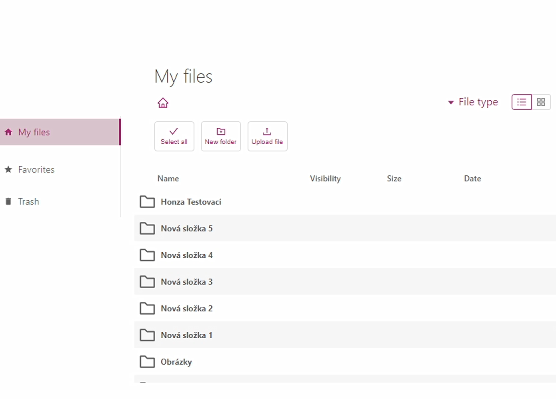 My files
File type
My files
Favorites
Trash
Select all
New folder
Upload file
Name Visibility Size Date
Honza Testovací
Nová složka 5
Nová složka 4
Nová složka 3
Nová složka 2
Nová složka 1
Obrázky